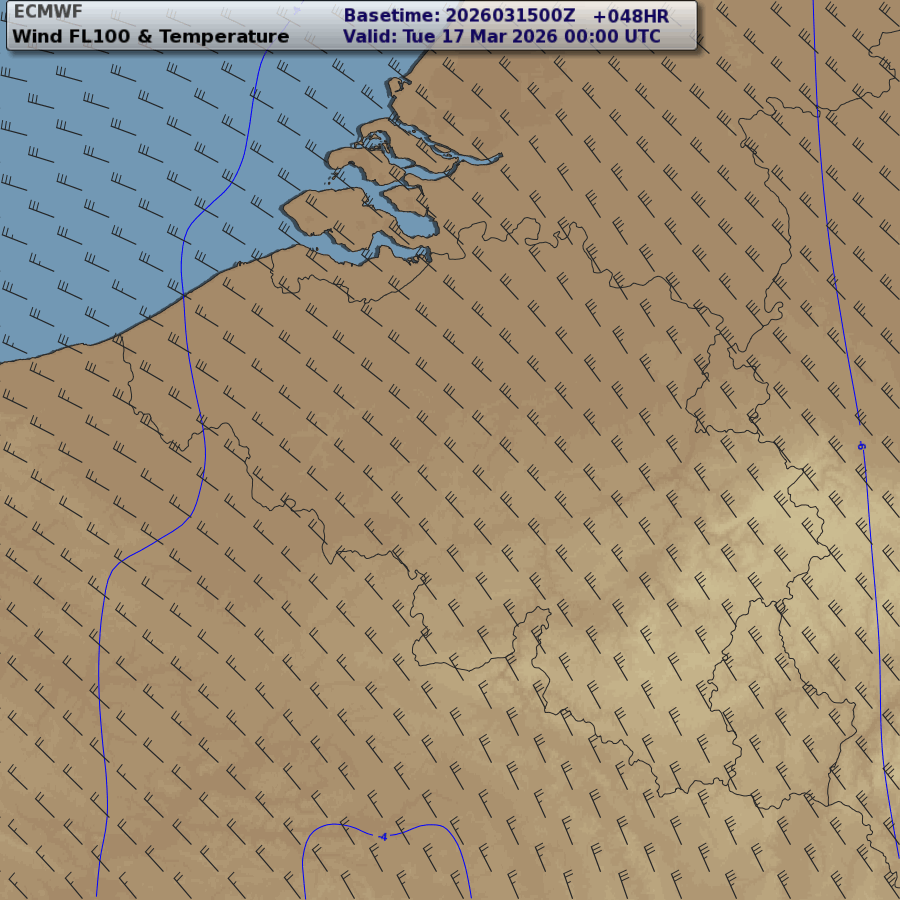 ECMWF
Basetime: 2026031500Z +048HR
Wind FL100 & Temperature
Valid: Tue 17 Mar 2026 00:00 UTC
-4